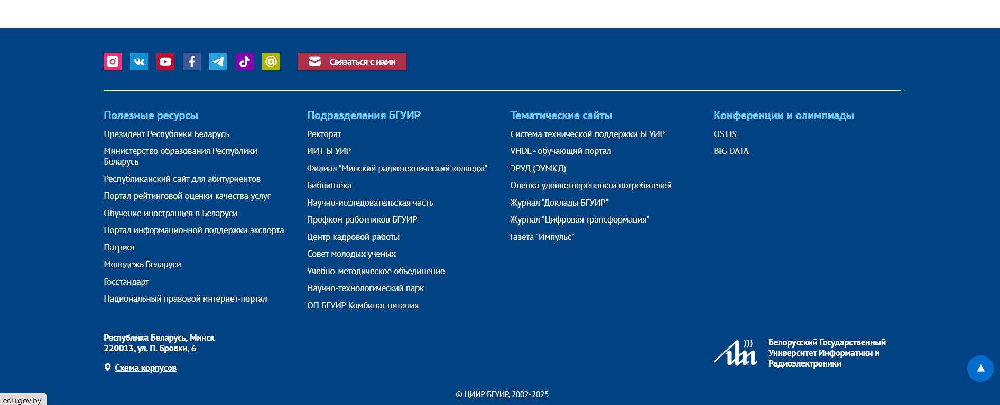 Связаться с нами
Полезные ресурсы
Президент Республики Беларусь
Министерство образования Республики
Беларусь
Республиканский сайт для абитуриентов
Портал рейтинговой оценки качества услуг
Обучение иностранцев в Беларуси
Портал информационной поддержки экспорта
Патриот
Молодежь Беларуси
Госстандарт
Национальный правовой интернет-портал
Подразделения БГУИР
Ректорат
ИИТ БГУИР
Филиал "Минский радиотехнический колледж"
Библиотека
Научно-исследовательская часть
Профком работников БГУИР
Центр кадровой работы
Совет молодых ученых
Учебно-методическое объединение
Научно-технологический парк
ОП БГУИР Комбинат питания
Тематические сайты
Система технической поддержки БГУИР
VHDL - обучающий портал
ЭРУД (ЭУМКД)
Оценка удовлетворённости потребителей
Журнал "Доклады БГУИР"
Журнал "Цифровая трансформация"
Газета "Импульс"
Конференции и олимпиады
OSTIS
BIG DATA
Республика Беларусь, Минск
220013, ул. П. Бровки, 6
Схема корпусов
Белорусский Государственный
Университет Информатики и
Радиоэлектроники
© ЦИИР БГУИР, 2002-2025
edu.gov.by